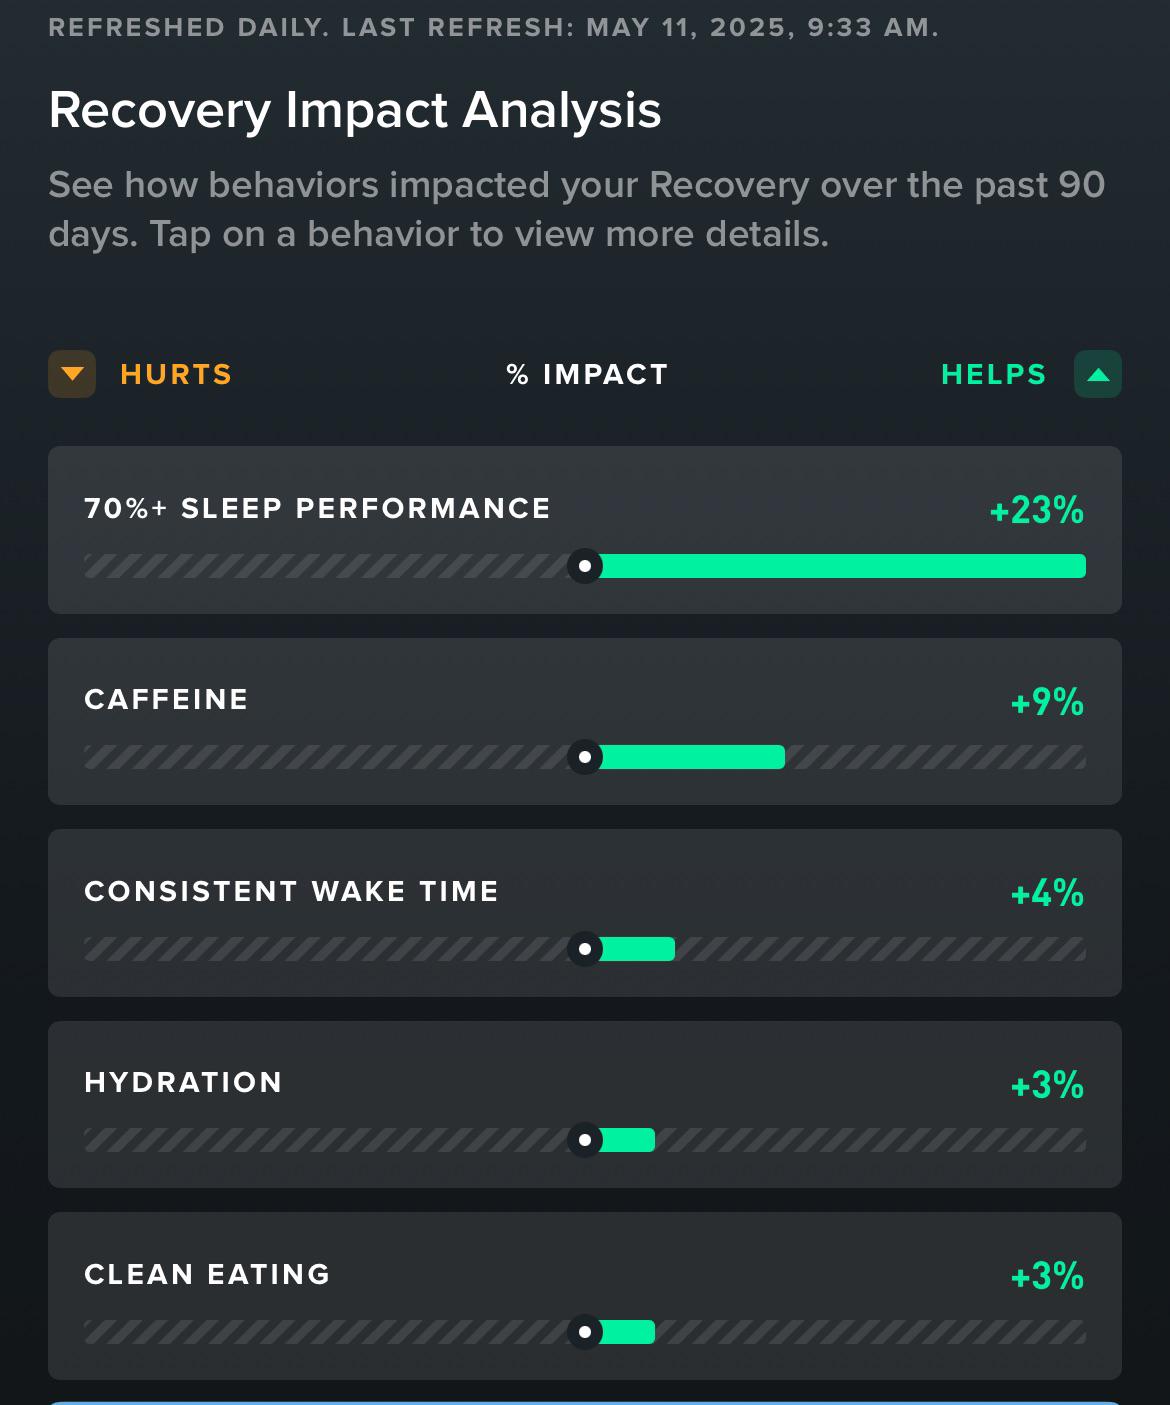 REFRESHED DAILY. LAST REFRESH: MAY 11, 2025, 9:33 AM.
Recovery Impact Analysis
See how behaviors impacted your Recovery over the past 90
days. Tap on a behavior to view more details.
HURTS % IMPACT HELPS
70%+ SLEEP PERFORMANCE +23%
CAFFEINE +9%
CONSISTENT WAKE TIME +4%
HYDRATION +3%
CLEAN EATING +3%